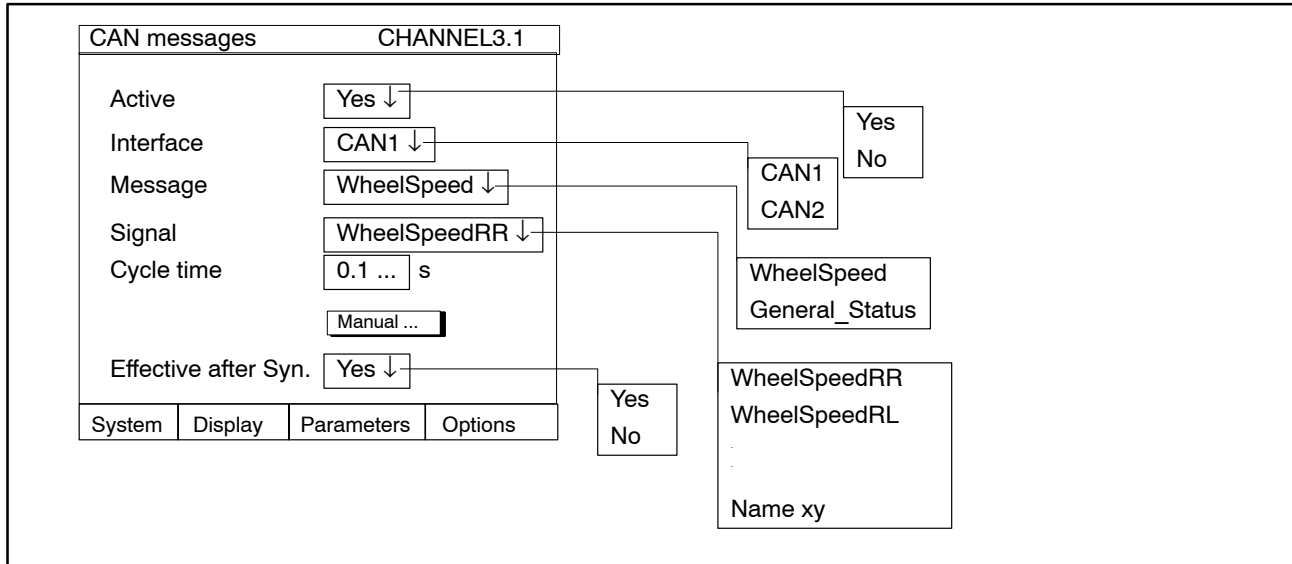 CAN messages CHANNEL3.1
Active Yes ↓
Interface CAN1 ↓
Message WheelSpeed ↓
Signal WheelSpeedRR ↓
Cycle time 0.1 ... s
Manual ...
Effective after Syn. Yes ↓
System Display Parameters Options
Yes
No
CAN1
CAN2
WheelSpeed
General_Status
WheelSpeedRR
WheelSpeedRL
.
.
Name xy
Yes
No